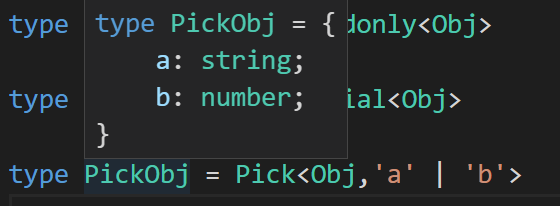 type donly<Obj>
type PickObj = {
    a: string;
    b: number;
}
type ial<Obj>
type PickObj = Pick<Obj,'a' | 'b'>